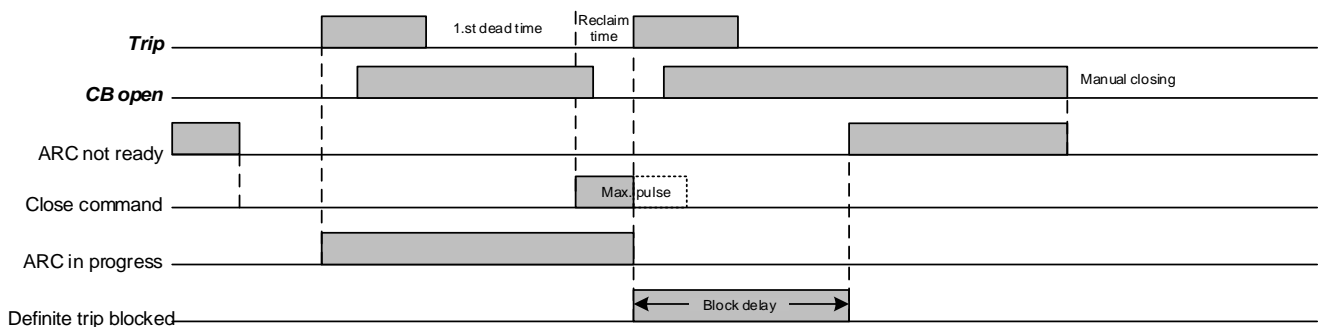 Trip
1.st dead time
Reclaim
time
CB open
Manual closing
ARC not ready
Close command
Max. pulse
ARC in progress
Definite trip blocked
Block delay